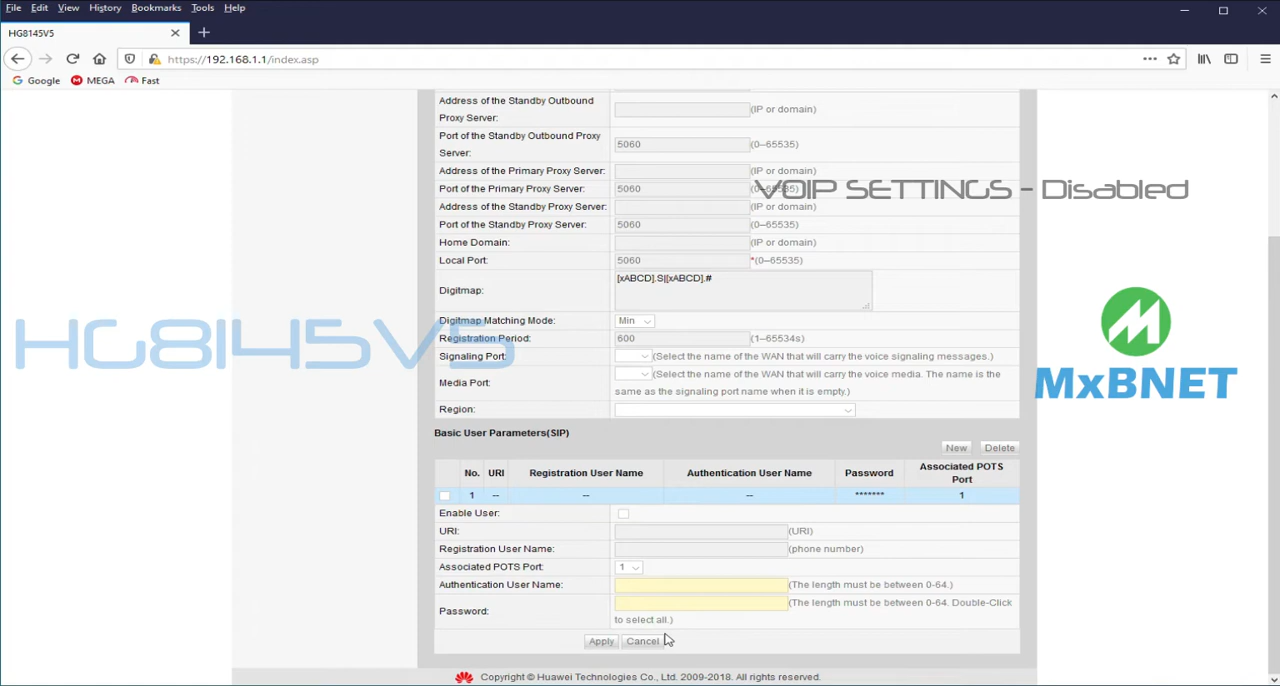 File Edit View History Bookmarks Tools Help
HG8145V5
https://192.168.1.1/index.asp
Google MEGA Fast
Address of the Standby Outbound
Proxy Server:
(IP or domain)
Port of the Standby Outbound Proxy
Server:
5060 (0–65535)
Address of the Primary Proxy Server: (IP or domain)
Port of the Primary Proxy Server: 5060 (0–65535)
VOIP SETTINGS - Disabled
Address of the Standby Proxy Server: (IP or domain)
Port of the Standby Proxy Server: 5060 (0–65535)
Home Domain: (IP or domain)
Local Port: 5060 *(0–65535)
Digitmap: [xABCD].S|[xABCD].#
Digitmap Matching Mode: Min
HG8145V5
Registration Period: 600 (1–65534s)
Signaling Port: (Select the name of the WAN that will carry the voice signaling messages.)
Media Port: (Select the name of the WAN that will carry the voice media. The name is the
same as the signaling port name when it is empty.)
MxBNET
Region:
Basic User Parameters(SIP)
New Delete
No. URI Registration User Name Authentication User Name Password Associated POTS
Port
1 -- -- -- ******* 1
Enable User:
URI: (URI)
Registration User Name: (phone number)
Associated POTS Port: 1
Authentication User Name: (The length must be between 0-64.)
Password: (The length must be between 0-64. Double-Click
to select all.)
Apply Cancel
Copyright © Huawei Technologies Co., Ltd. 2009-2018. All rights reserved.